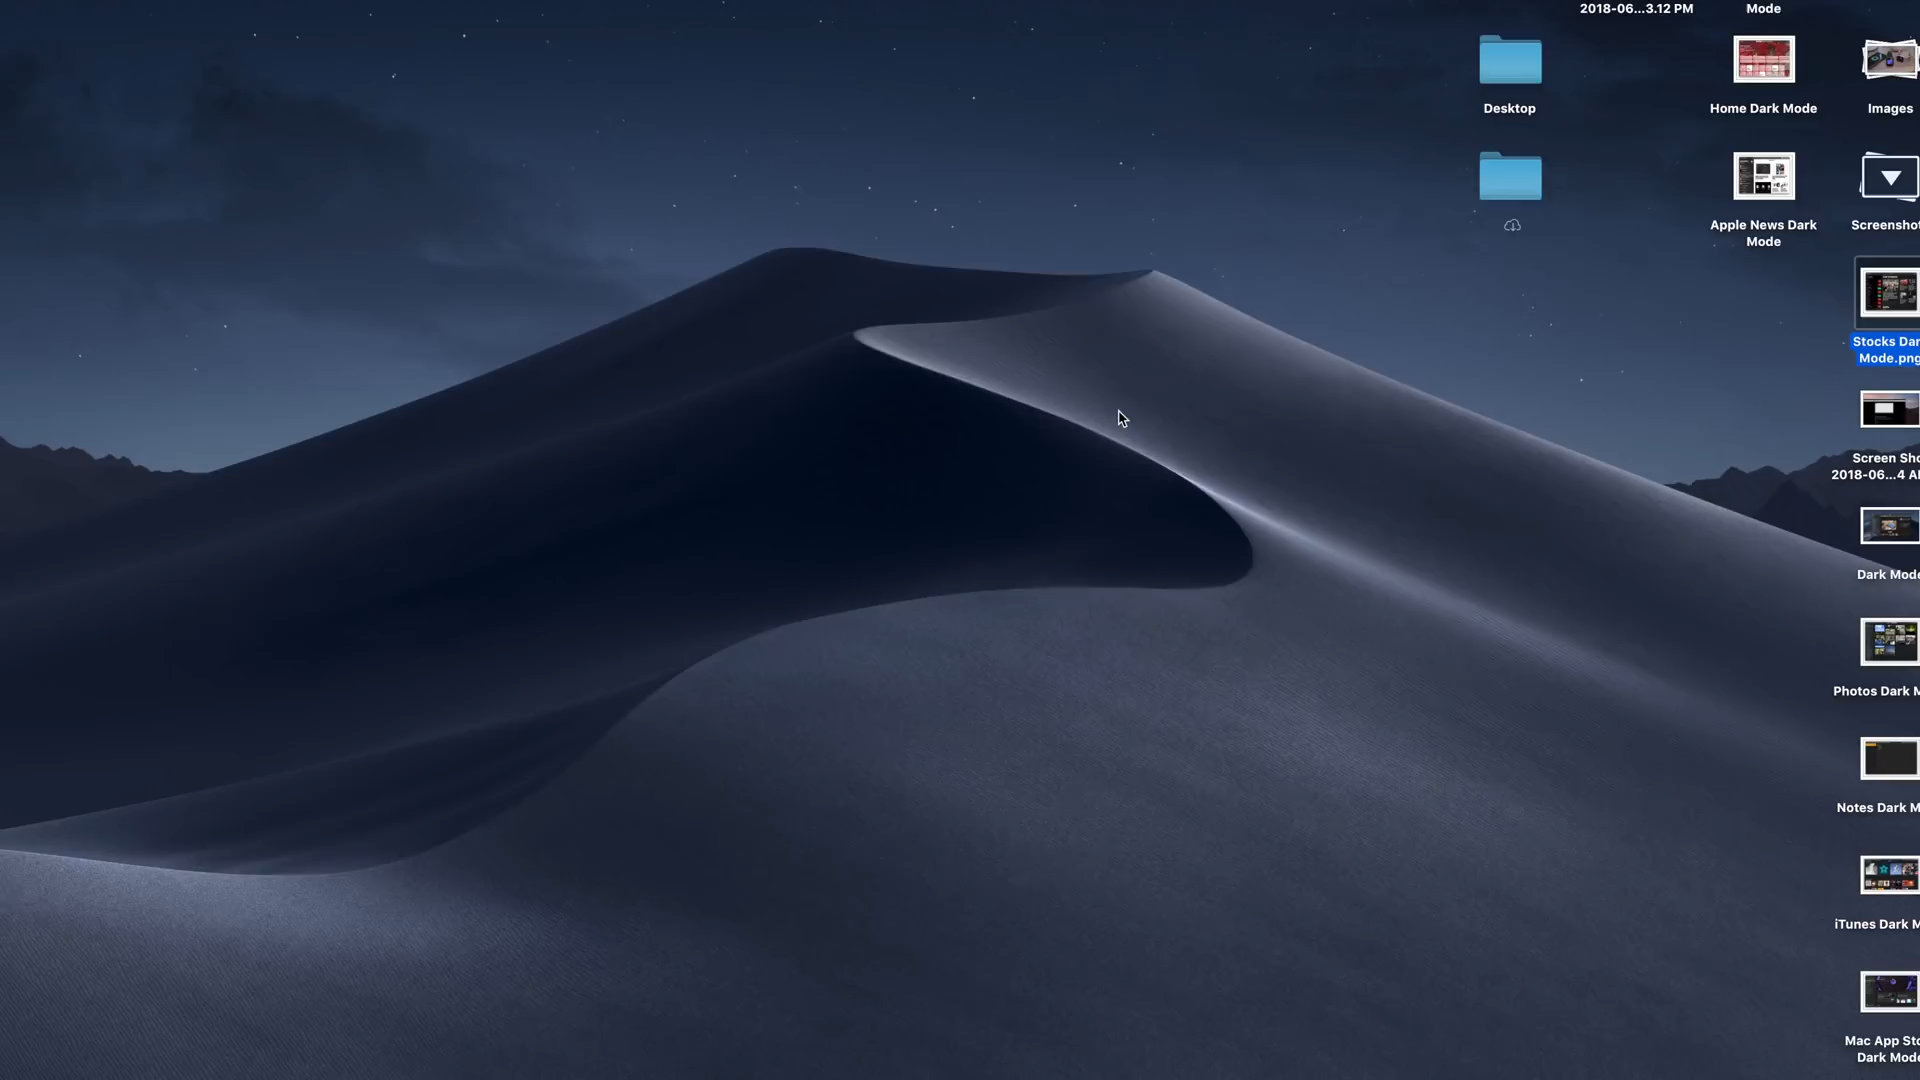 2018-06...3.12 PM
Mode
Desktop
Home Dark Mode
Images
Apple News Dark
Mode
Screenshot
Stocks Dar
Mode.png
Screen Sho
2018-06...4 A
Dark Mode
Photos Dark M
Notes Dark M
iTunes Dark M
Mac App Sto
Dark Mode